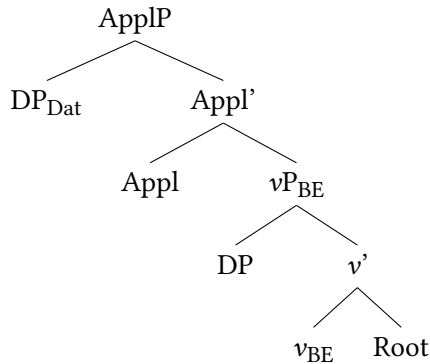 ApplP
DP_Dat Appl’
Appl vP_BE
DP v’
v_BE Root